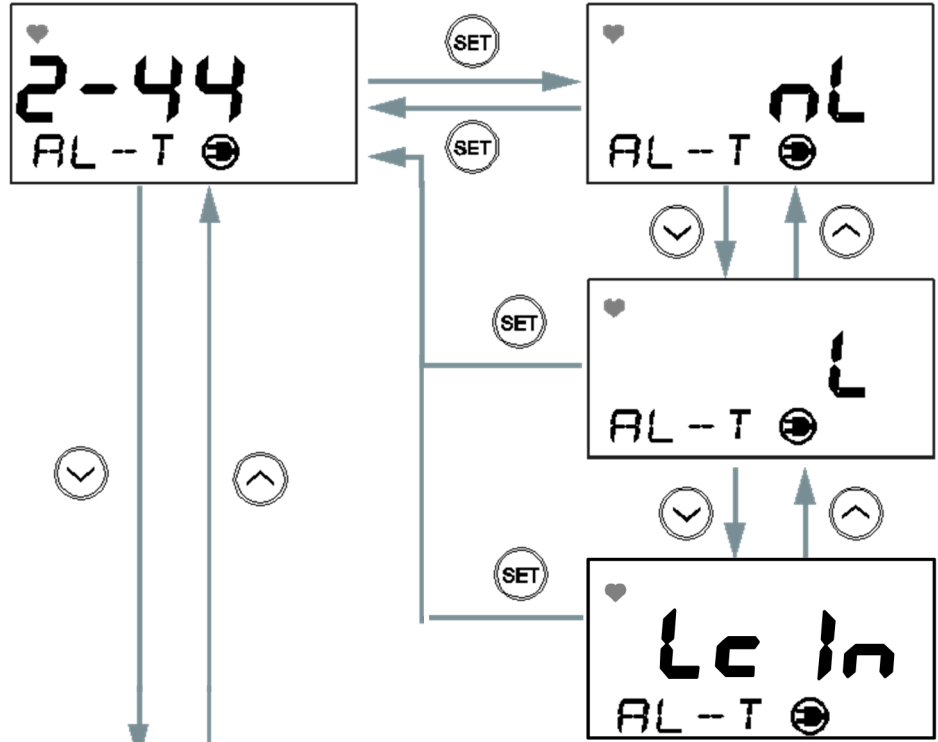 2-44
AL--T
SET
SET
nL
AL--T
SET
L
AL--T
SET
Lc In
AL--T